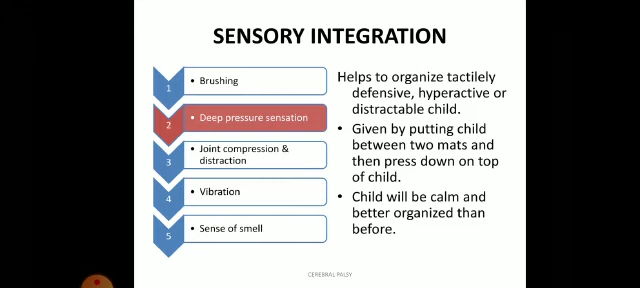 SENSORY INTEGRATION
1
• Brushing
2
• Deep pressure sensation
3
• Joint compression &
distraction
4
• Vibration
5
• Sense of smell
Helps to organize tactilely
defensive, hyperactive or
distractable child.
• Given by putting child
between two mats and
then press down on top
of child.
• Child will be calm and
better organized than
before.
CEREBRAL PALSY